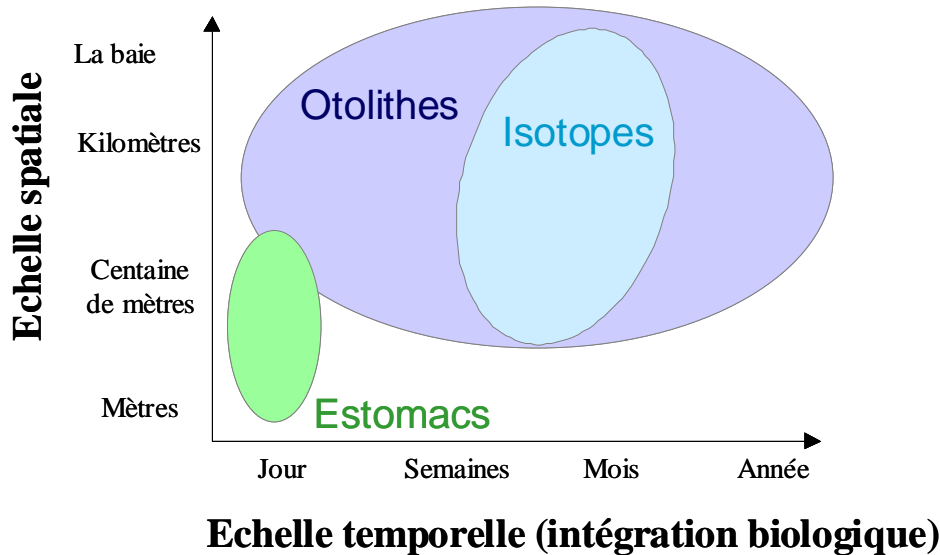 La baie
Otolithes
Isotopes
Kilomètres
Echelle spatiale
Centaine
de mètres
Mètres
Estomacs
Jour
Semaines
Mois
Année
Echelle temporelle (intégration biologique)